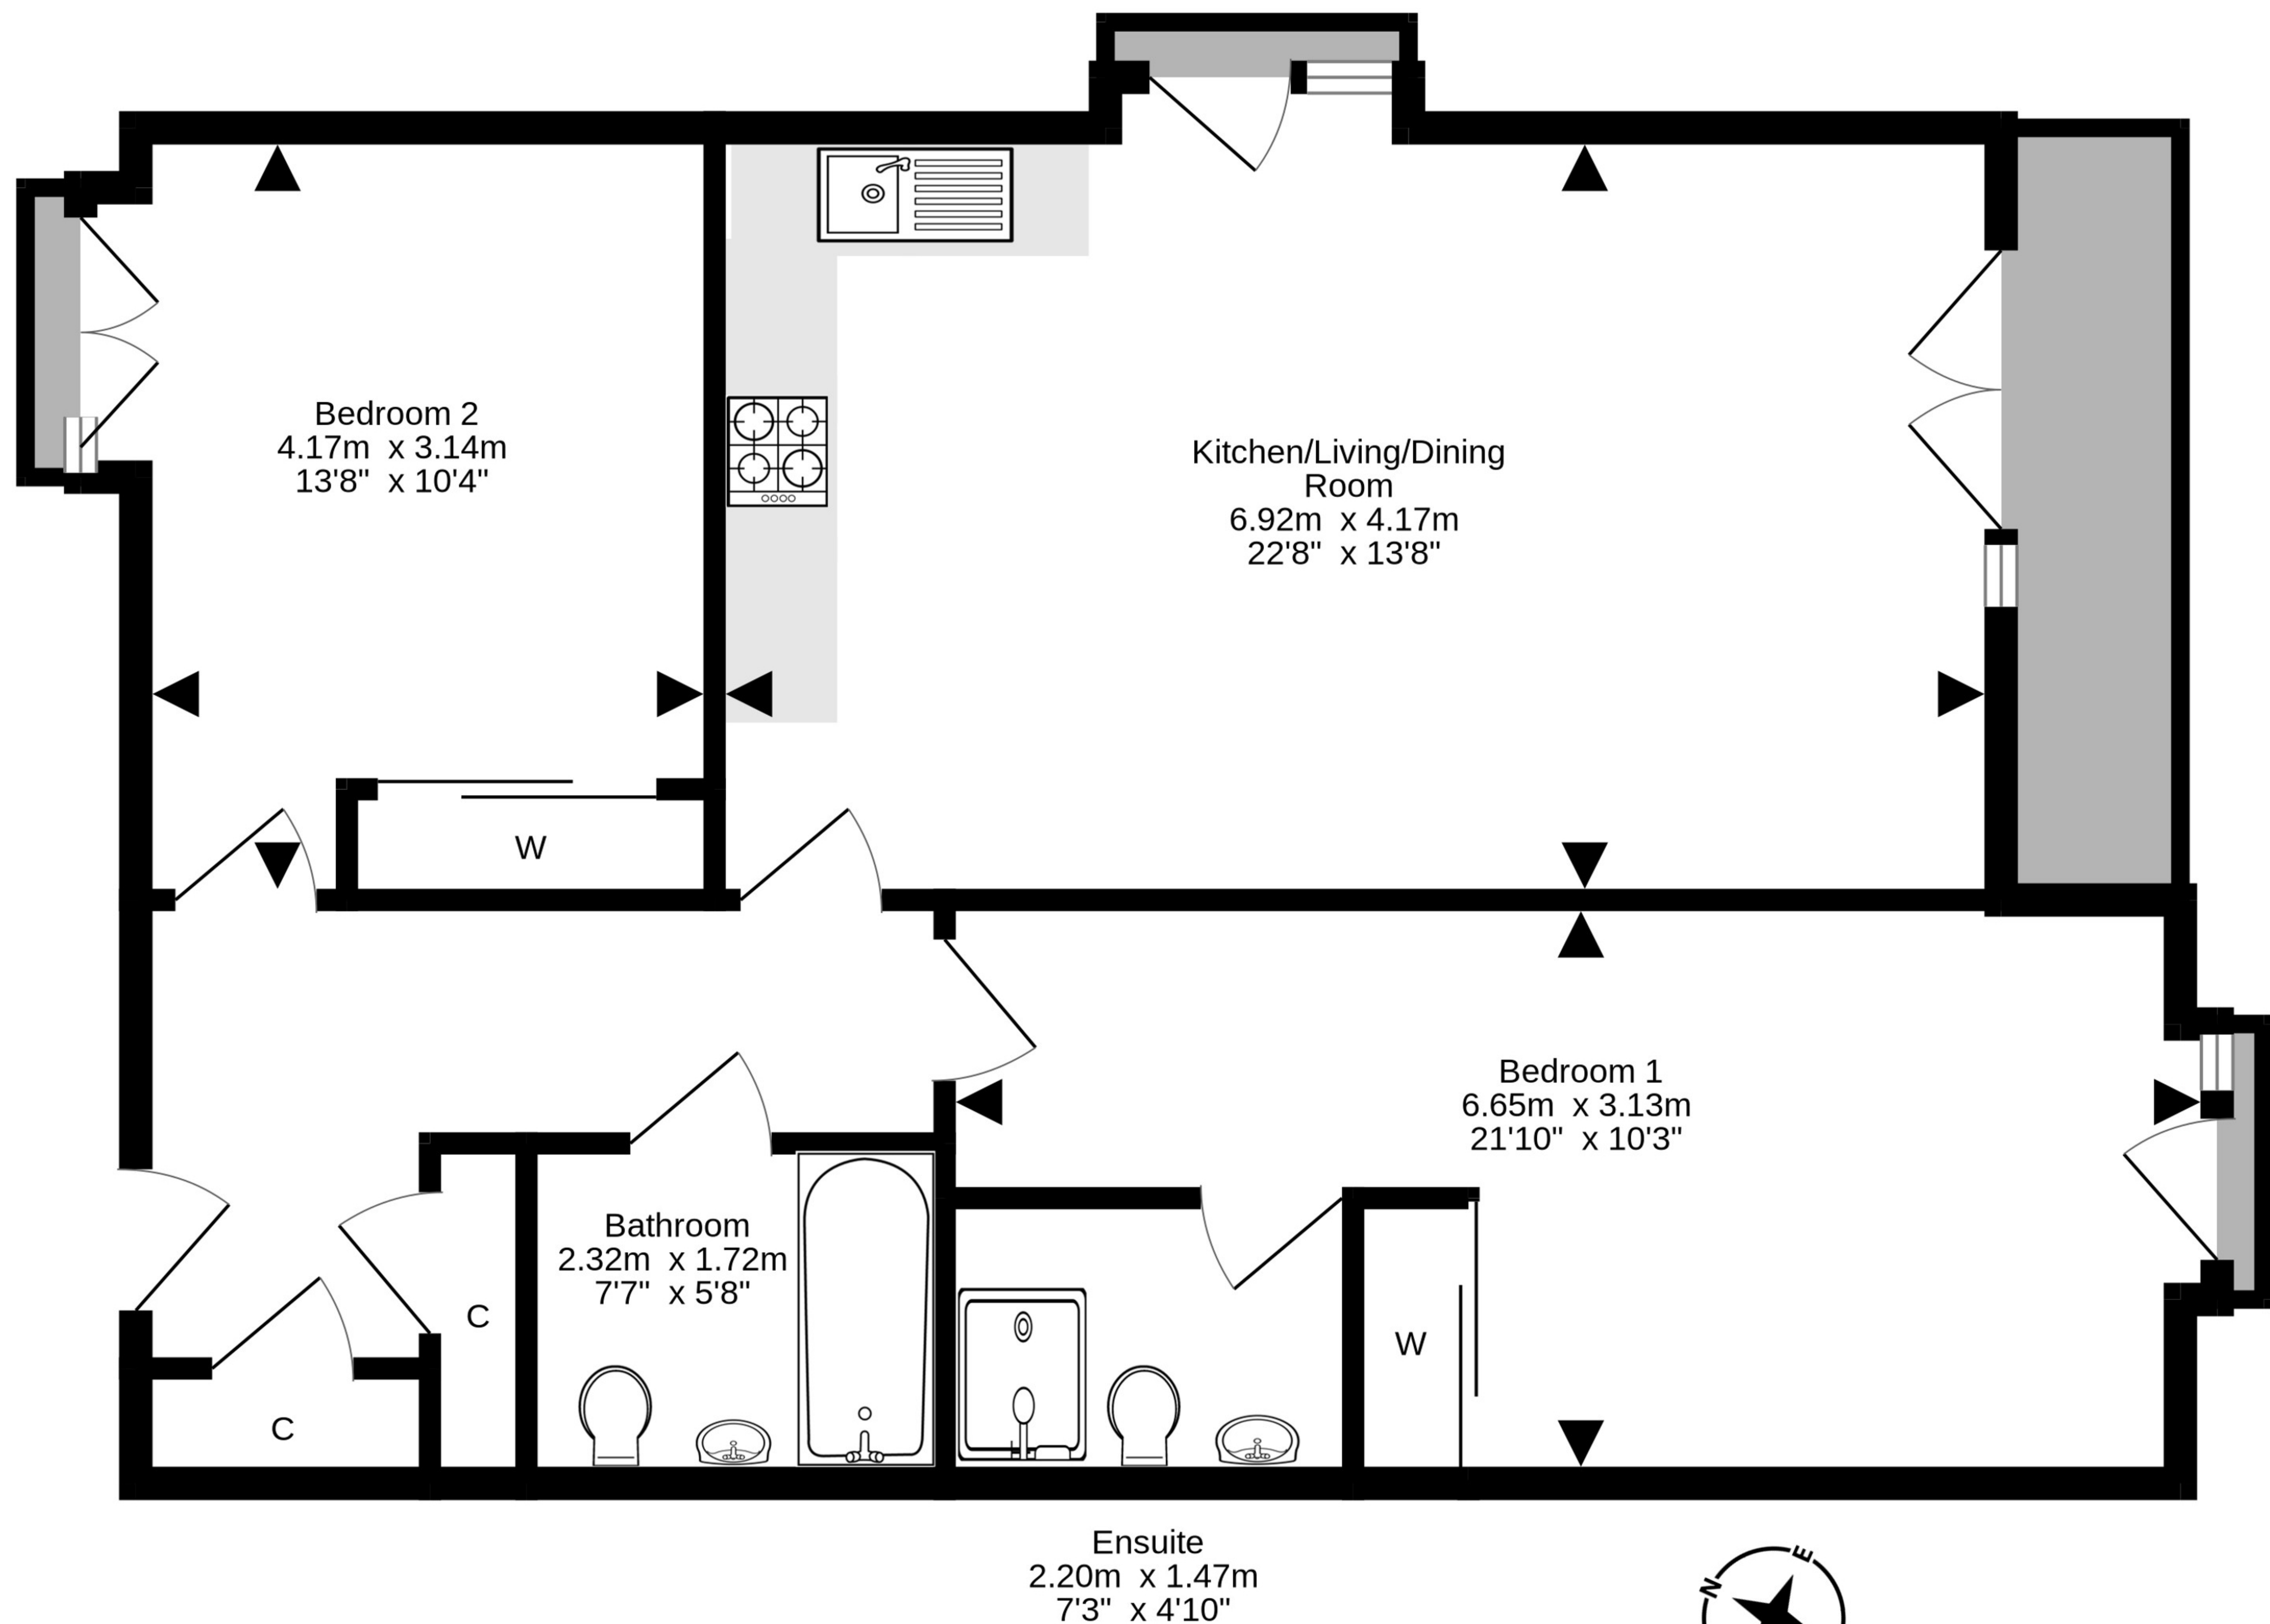 Bedroom 2
4.17m x 3.14m
13'8" x 10'4"
Kitchen/Living/Dining
Room
6.92m x 4.17m
22'8" x 13'8"
W
Bedroom 1
6.65m x 3.13m
21'10" x 10'3"
Bathroom
2.32m x 1.72m
7'7" x 5'8"
C
W
C
Ensuite
2.20m x 1.47m
7'3" x 4'10"
E
N